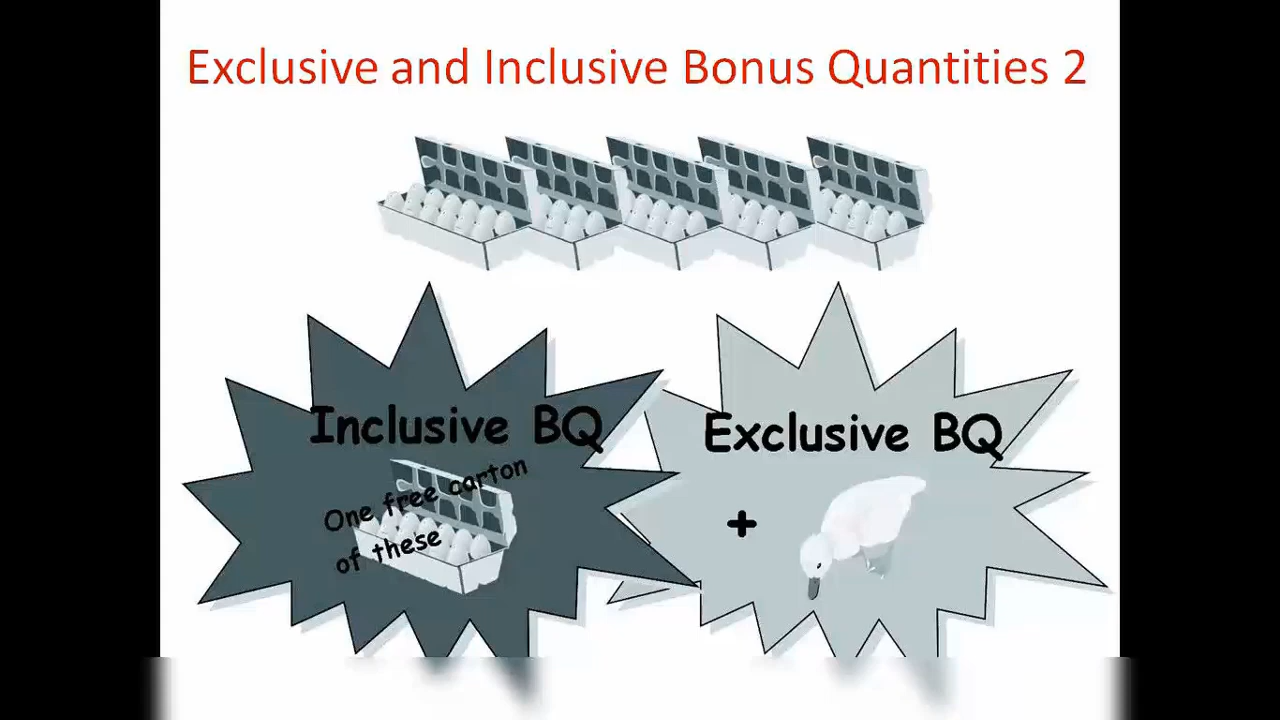 Exclusive and Inclusive Bonus Quantities 2
Inclusive BQ
One free carton
of these
Exclusive BQ
+